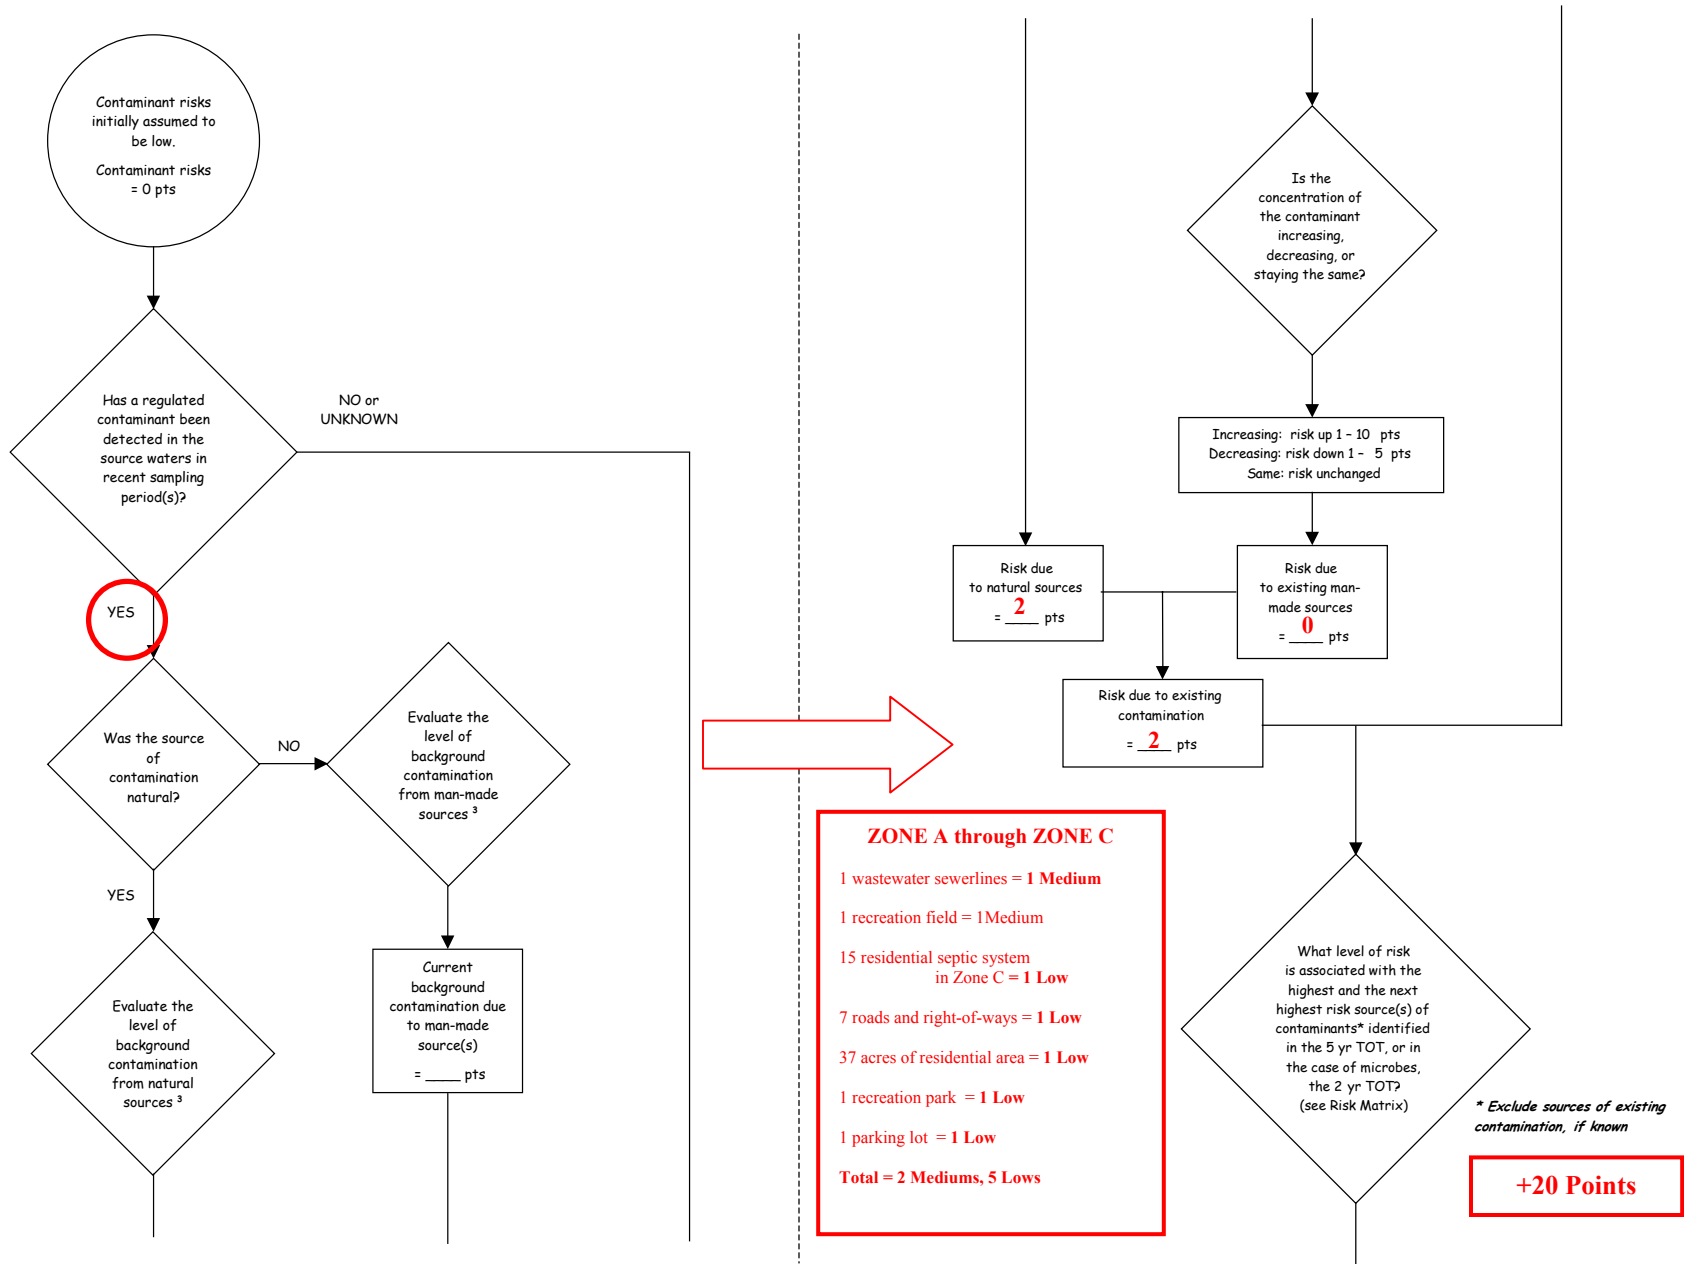 Contaminant risks
initially assumed to
be low.
Contaminant risks
= 0 pts
Has a regulated
contaminant been
detected in the
source waters in
recent sampling
period(s)?
NO or
UNKNOWN
YES
Was the source
of
contamination
natural?
NO
Evaluate the
level of
background
contamination
from man-made
sources ³
YES
Evaluate the
level of
background
contamination
from natural
sources ³
Current
background
contamination due
to man-made
source(s)
= ____ pts
Is the
concentration of
the contaminant
increasing,
decreasing, or
staying the same?
Increasing: risk up 1 – 10 pts
Decreasing: risk down 1 – 5 pts
Same: risk unchanged
Risk due
to natural sources
2
= ____ pts
Risk due
to existing man-
made sources
0
= ____ pts
Risk due to existing
contamination
= 2 pts
ZONE A through ZONE C
1 wastewater sewerlines = 1 Medium
1 recreation field = 1Medium
15 residential septic system
in Zone C = 1 Low
7 roads and right-of-ways = 1 Low
37 acres of residential area = 1 Low
1 recreation park = 1 Low
1 parking lot = 1 Low
Total = 2 Mediums, 5 Lows
What level of risk
is associated with the
highest and the next
highest risk source(s) of
contaminants* identified
in the 5 yr TOT, or in
the case of microbes,
the 2 yr TOT?
(see Risk Matrix)
* Exclude sources of existing
contamination, if known
+20 Points